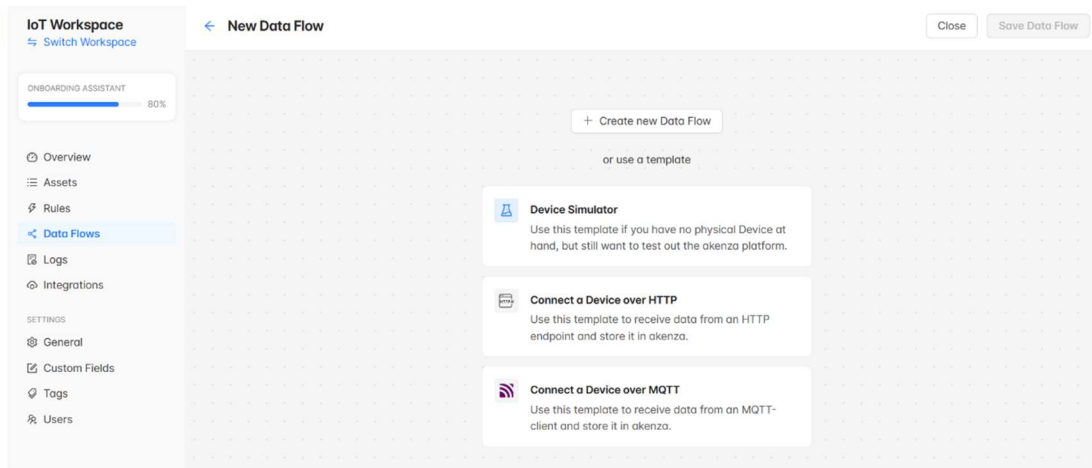 IoT Workspace
Switch Workspace
ONBOARDING ASSISTANT
80%
Overview
Assets
Rules
Data Flows
Logs
Integrations
SETTINGS
General
Custom Fields
Tags
Users
New Data Flow
Close
Save Data Flow
+ Create new Data Flow
or use a template
Device Simulator
Use this template if you have no physical Device at
hand, but still want to test out the akenza platform.
HTTP
Connect a Device over HTTP
Use this template to receive data from an HTTP
endpoint and store it in akenza.
Connect a Device over MQTT
Use this template to receive data from an MQTT-
client and store it in akenza.